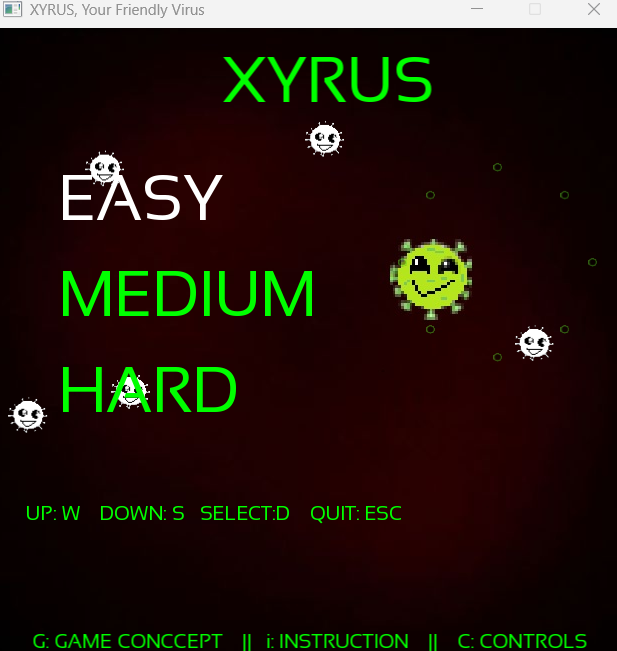 XYRUS, Your Friendly Virus
XYRUS
EASY
MEDIUM
HARD
UP: W DOWN: S SELECT:D QUIT: ESC
G: GAME CONCCEPT || i: INSTRUCTION || C: CONTROLS